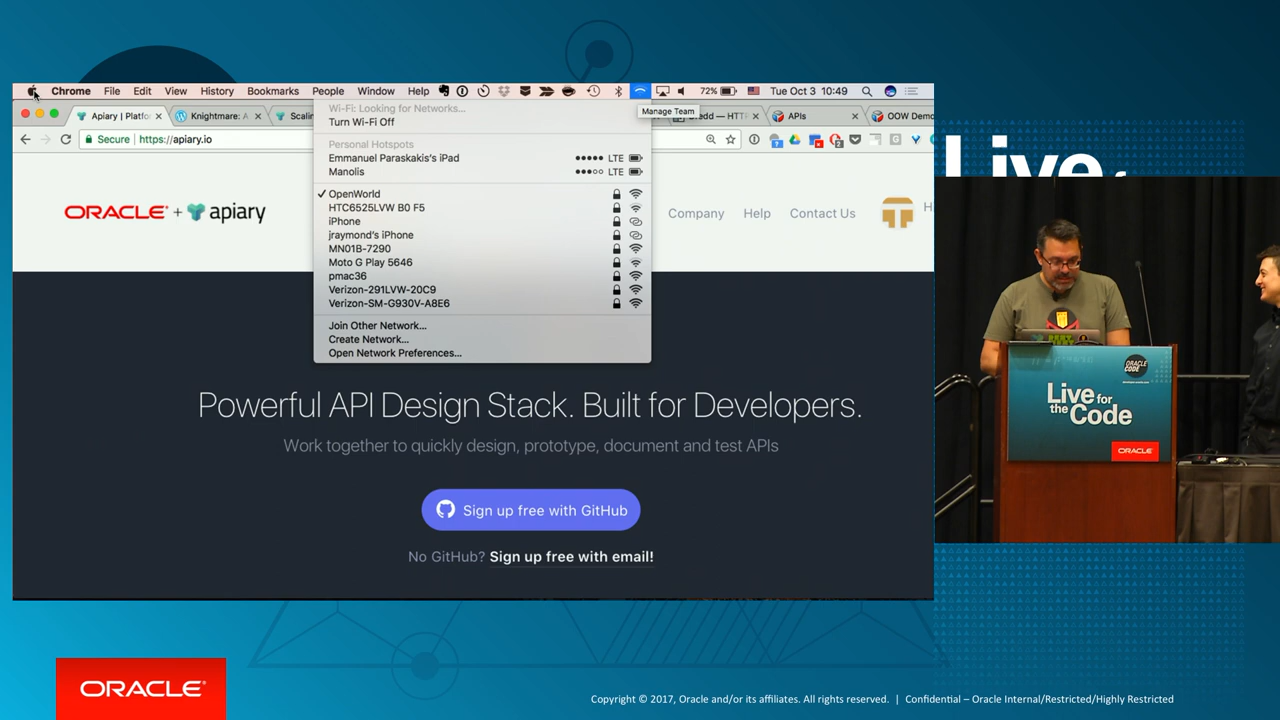 Chrome File Edit View History Bookmarks People Window Help 72% Tue Oct 3 10:49
Apiary | Platfo
Knightmare: A
Scalin
Manage Team
Dredd — HTT
APIs
OOW Demo
Secure https://apiary.io
Wi-Fi: Looking for Networks...
Turn Wi-Fi Off
Personal Hotspots
Emmanuel Paraskakis's iPad LTE
Manolis LTE
✓ OpenWorld
HTC6525LVW B0 F5
iPhone
jraymond's iPhone
MN01B-7290
Moto G Play 5646
pmac36
Verizon-291LVW-20C9
Verizon-SM-G930V-A8E6
Join Other Network...
Create Network...
Open Network Preferences...
ORACLE + apiary
Company Help Contact Us
Powerful API Design Stack. Built for Developers.
Work together to quickly design, prototype, document and test APIs
Sign up free with GitHub
No GitHub? Sign up free with email!
Live
ORACLE
CODE
Live for
the Code
ORACLE
ORACLE
Copyright © 2017, Oracle and/or its affiliates. All rights reserved. | Confidential – Oracle Internal/Restricted/Highly Restricted